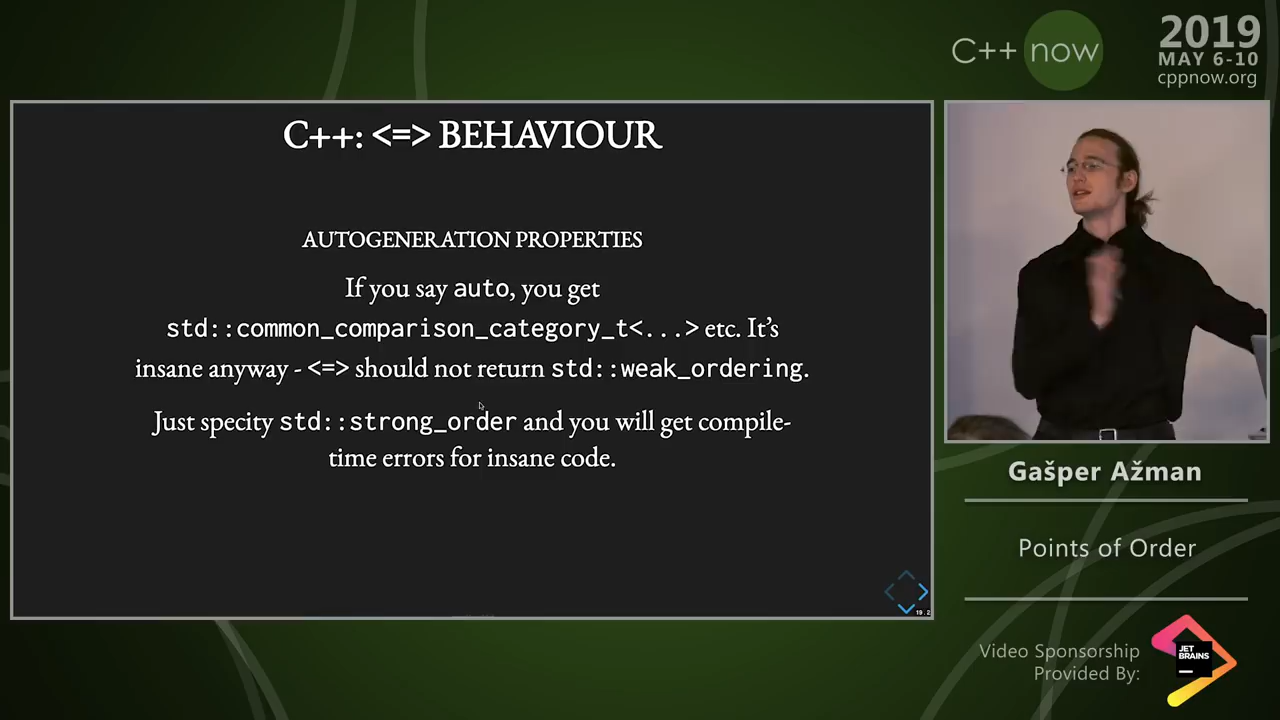 C++ now
2019
MAY 6-10
cppnow.org
C++: <=> BEHAVIOUR
AUTOGENERATION PROPERTIES
If you say auto, you get
std::common_comparison_category_t<...> etc. It’s
insane anyway - <=> should not return std::weak_ordering.
Just specity std::strong_order and you will get compile-
time errors for insane code.
19.2
Gašper Ažman
Points of Order
Video Sponsorship
Provided By:
JET
BRAINS